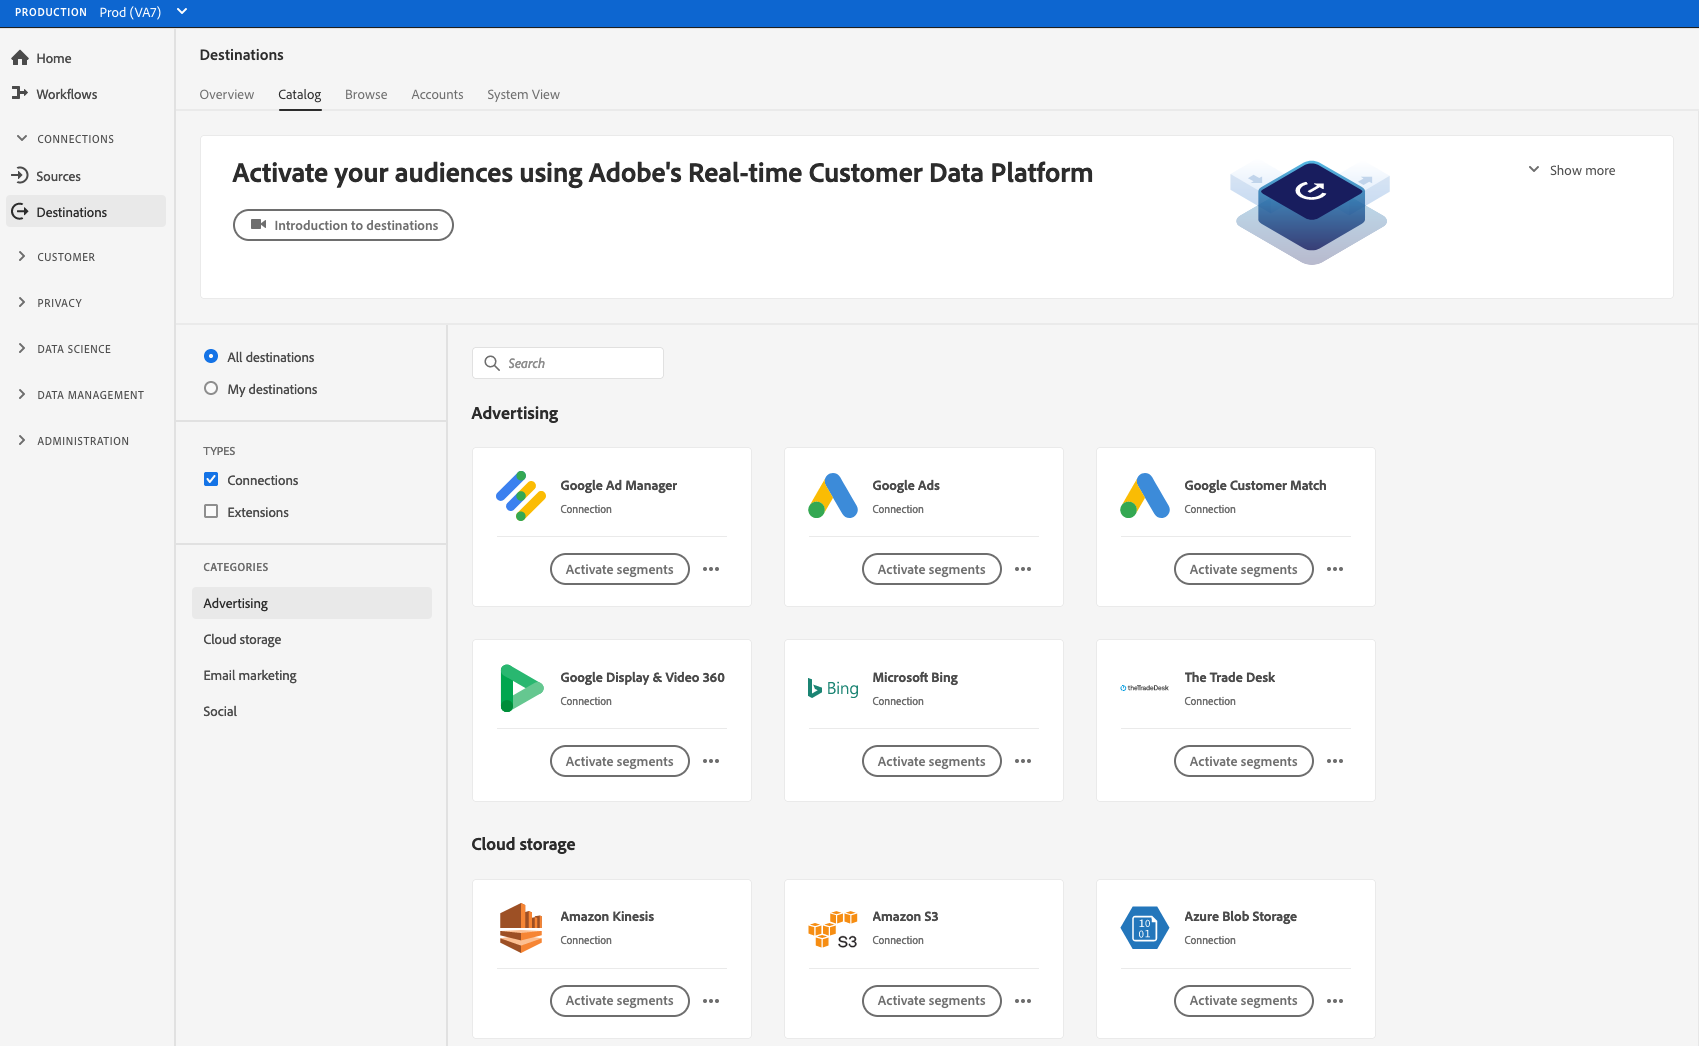 PRODUCTION Prod (VA7)
Home
Workflows
CONNECTIONS
Sources
Destinations
CUSTOMER
PRIVACY
DATA SCIENCE
DATA MANAGEMENT
ADMINISTRATION
Destinations
Overview Catalog Browse Accounts System View
Activate your audiences using Adobe's Real-time Customer Data Platform
Introduction to destinations
Show more
All destinations
My destinations
TYPES
Connections
Extensions
CATEGORIES
Advertising
Cloud storage
Email marketing
Social
Search
Advertising
Google Ad Manager
Connection
Activate segments
Google Ads
Connection
Activate segments
Google Customer Match
Connection
Activate segments
Google Display & Video 360
Connection
Activate segments
Bing
Microsoft Bing
Connection
Activate segments
theTradeDesk
The Trade Desk
Connection
Activate segments
Cloud storage
Amazon Kinesis
Connection
Activate segments
S3
Amazon S3
Connection
Activate segments
10
01
Azure Blob Storage
Connection
Activate segments